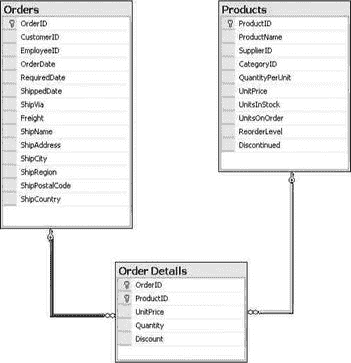 Orders
OrderID
CustomerID
EmployeeID
OrderDate
RequiredDate
ShippedDate
ShipVia
Freight
ShipName
ShipAddress
ShipCity
ShipRegion
ShipPostalCode
ShipCountry
Products
ProductID
ProductName
SupplierID
CategoryID
QuantityPerUnit
UnitPrice
UnitsInStock
UnitsOnOrder
ReorderLevel
Discontinued
Order Details
OrderID
ProductID
UnitPrice
Quantity
Discount